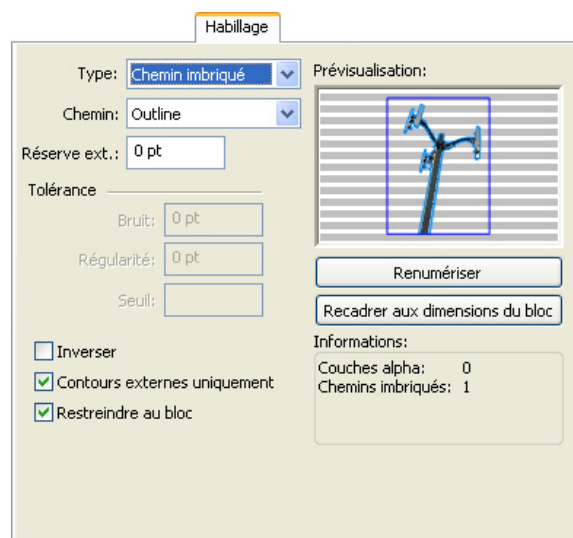 Habillage
Type: Chemin imbriqué
Chemin: Outline
Réserve ext.: 0 pt
Tolérance
Bruit: 0 pt
Régularité: 0 pt
Seuil:
Inverser
Contours externes uniquement
Restreindre au bloc
Prévisualisation:
Renumériser
Recadrer aux dimensions du bloc
Informations:
Couches alpha: 0
Chemins imbriqués: 1